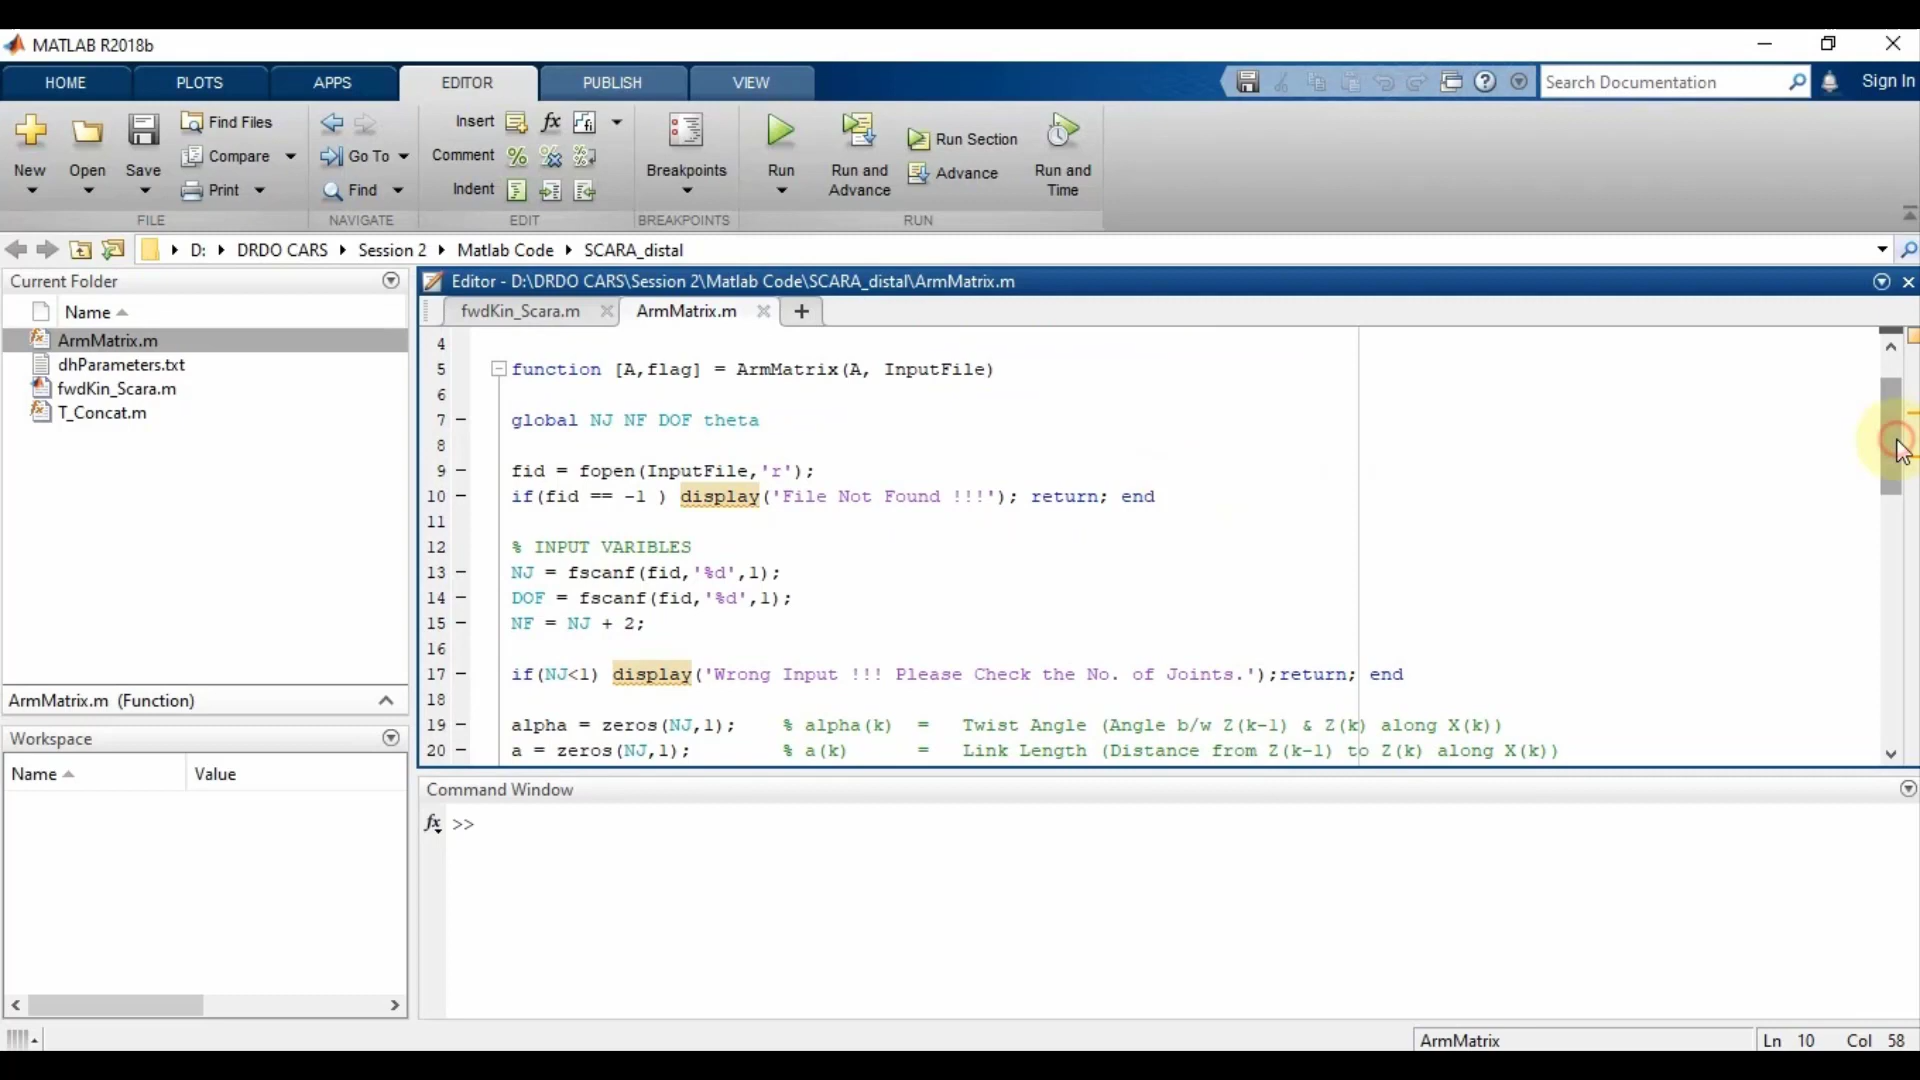 MATLAB R2018b
HOME PLOTS APPS EDITOR PUBLISH VIEW Search Documentation Sign In
New Open Save Find Files Compare Print
FILE
Go To Find
NAVIGATE
Insert fx
Comment
Indent
EDIT
Breakpoints
BREAKPOINTS
Run Run and Advance Run Section Advance Run and Time
RUN
D: DRDO CARS Session 2 Matlab Code SCARA_distal
Current Folder
Name
ArmMatrix.m
dhParameters.txt
fwdKin_Scara.m
T_Concat.m
ArmMatrix.m (Function)
Workspace
Name Value
Editor - D:\DRDO CARS\Session 2\Matlab Code\SCARA_distal\ArmMatrix.m
fwdKin_Scara.m ArmMatrix.m +
4
5 function [A,flag] = ArmMatrix(A, InputFile)
6
7 – global NJ NF DOF theta
8
9 – fid = fopen(InputFile,'r');
10 – if(fid == -1 ) display('File Not Found !!!'); return; end
11
12 % INPUT VARIBLES
13 – NJ = fscanf(fid,'%d',1);
14 – DOF = fscanf(fid,'%d',1);
15 – NF = NJ + 2;
16
17 – if(NJ<1) display('Wrong Input !!! Please Check the No. of Joints.');return; end
18
19 – alpha = zeros(NJ,1); % alpha(k) = Twist Angle (Angle b/w Z(k-1) & Z(k) along X(k))
20 – a = zeros(NJ,1); % a(k) = Link Length (Distance from Z(k-1) to Z(k) along X(k))
Command Window
fx >>
ArmMatrix Ln 10 Col 58